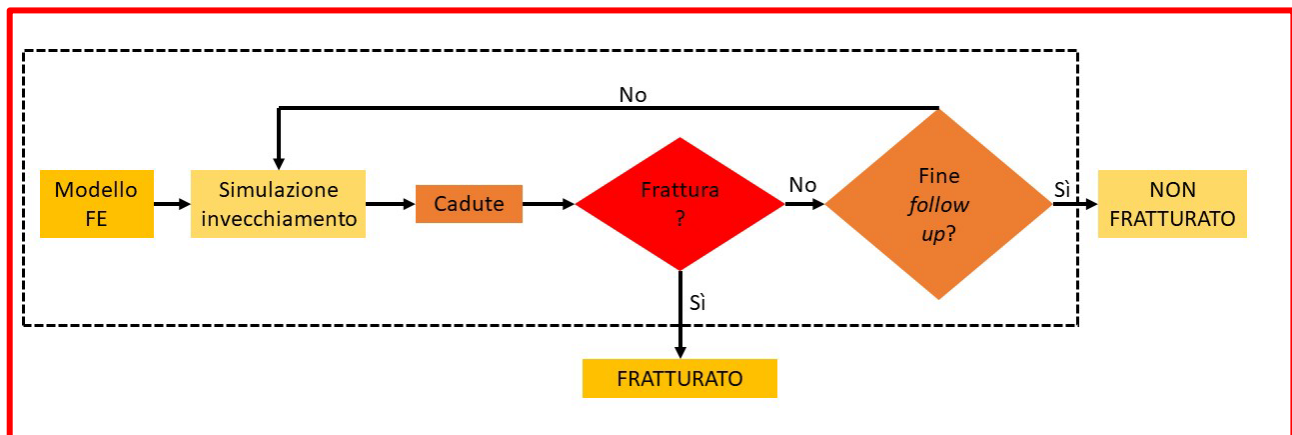 No
Modello
FE
Simulazione
invecchiamento
Cadute
Frattura
?
No
Fine
follow
up?
Sì
NON
FRATTURATO
Sì
FRATTURATO